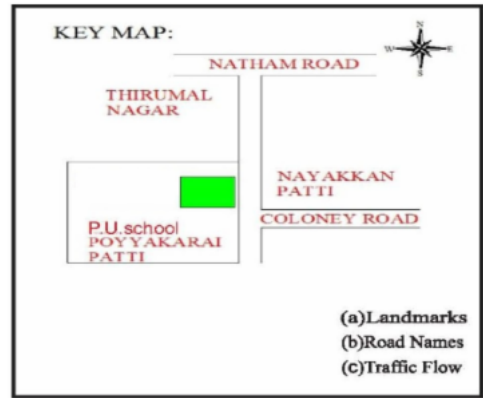 KEY MAP:
N
W E
S
NATHAM ROAD
THIRUMAL
NAGAR
NAYAKKAN
PATTI
COLONEY ROAD
P.U.school
POYYAKARAI
PATTI
(a)Landmarks
(b)Road Names
(c)Traffic Flow